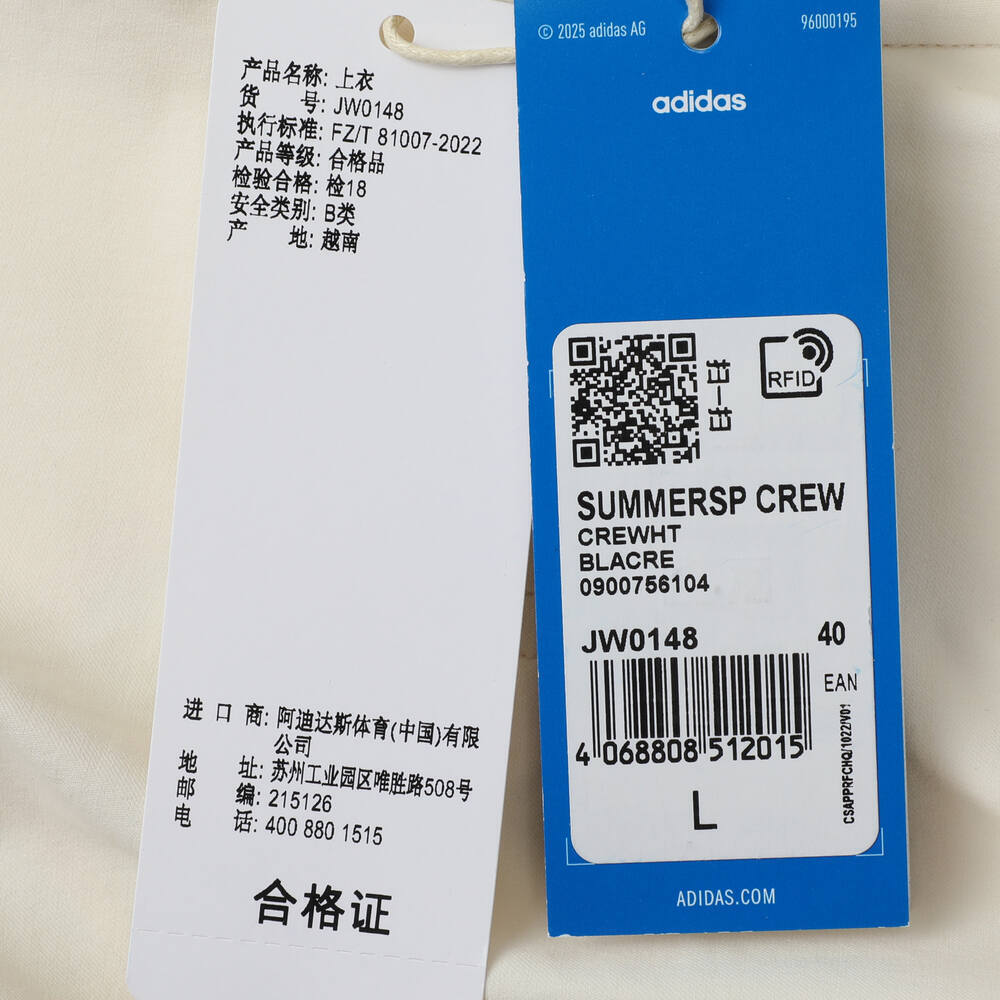 产品名称: 上衣
货 号: JW0148
执行标准: FZ/T 81007-2022
产品等级: 合格品
检验合格: 检18
安全类别: B类
产 地: 越南
进 口 商: 阿迪达斯体育(中国)有限
公司
地 址: 苏州工业园区唯胜路508号
邮 编: 215126
电 话: 400 880 1515
合格证
© 2025 adidas AG
96000195
adidas
扫一扫
RFID
SUMMERSP CREW
CREWHT
BLACRE
0900756104
JW0148
40
EAN
4 068808 512015
L
CSAPPRFCHQ/1022/V01
ADIDAS.COM